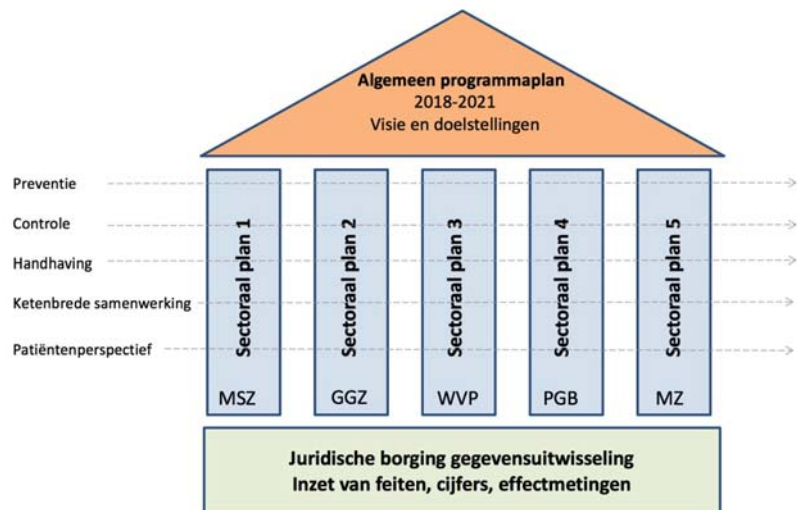 Algemeen programmaplan
2018-2021
Visie en doelstellingen
Preventie
Controle
Handhaving
Ketenbrede samenwerking
Patiëntenperspectief
Sectoraal plan 1
MSZ
Sectoraal plan 2
GGZ
Sectoraal plan 3
WVP
Sectoraal plan 4
PGB
Sectoraal plan 5
MZ
Juridische borging gegevensuitwisseling
Inzet van feiten, cijfers, effectmetingen